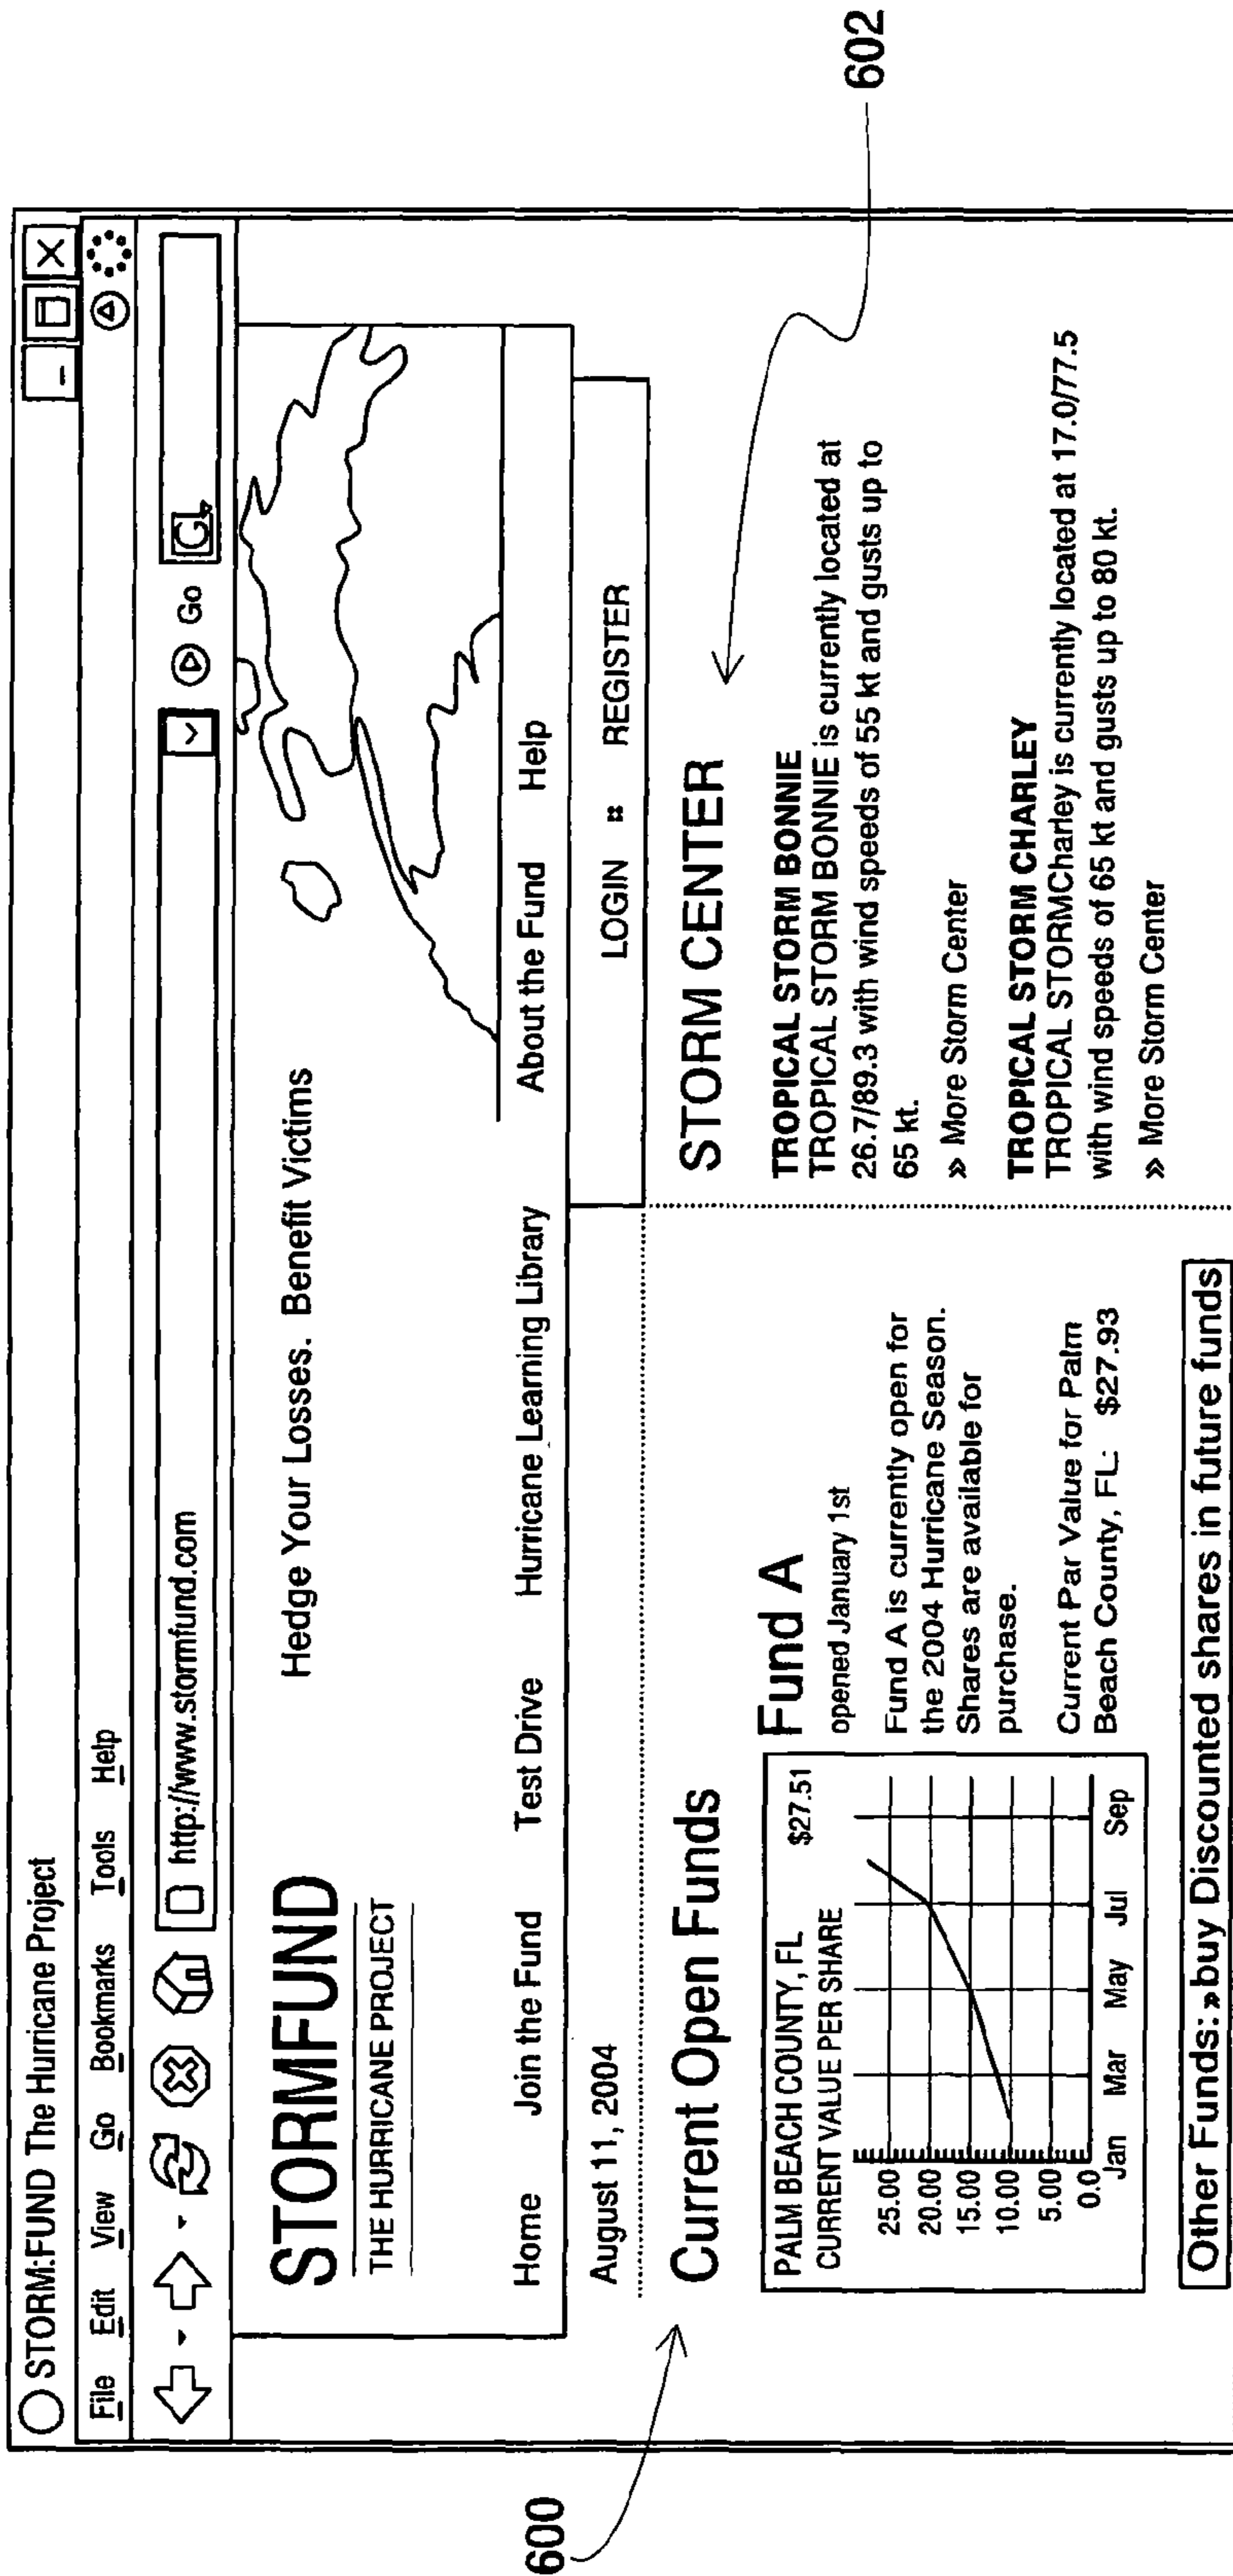 STORM:FUND The Hurricane Project
File Edit View Go Bookmarks Tools Help
http://www.stormfund.com Go G
STORMFUND
THE HURRICANE PROJECT
Hedge Your Losses. Benefit Victims
Home Join the Fund Test Drive Hurricane Learning Library About the Fund Help
August 11, 2004
LOGIN :: REGISTER
600
Current Open Funds
PALM BEACH COUNTY, FL $27.51
CURRENT VALUE PER SHARE
25.00
20.00
15.00
10.00
5.00
0.0
Jan Mar May Jul Sep
Fund A
opened January 1st
Fund A is currently open for
the 2004 Hurricane Season.
Shares are available for
purchase.
Current Par Value for Palm
Beach County, FL: $27.93
Other Funds: » buy Discounted shares in future funds
602
STORM CENTER
TROPICAL STORM BONNIE
TROPICAL STORM BONNIE is currently located at
26.7/89.3 with wind speeds of 55 kt and gusts up to
65 kt.
» More Storm Center
TROPICAL STORM CHARLEY
TROPICAL STORMCharley is currently located at 17.0/77.5
with wind speeds of 65 kt and gusts up to 80 kt.
» More Storm Center